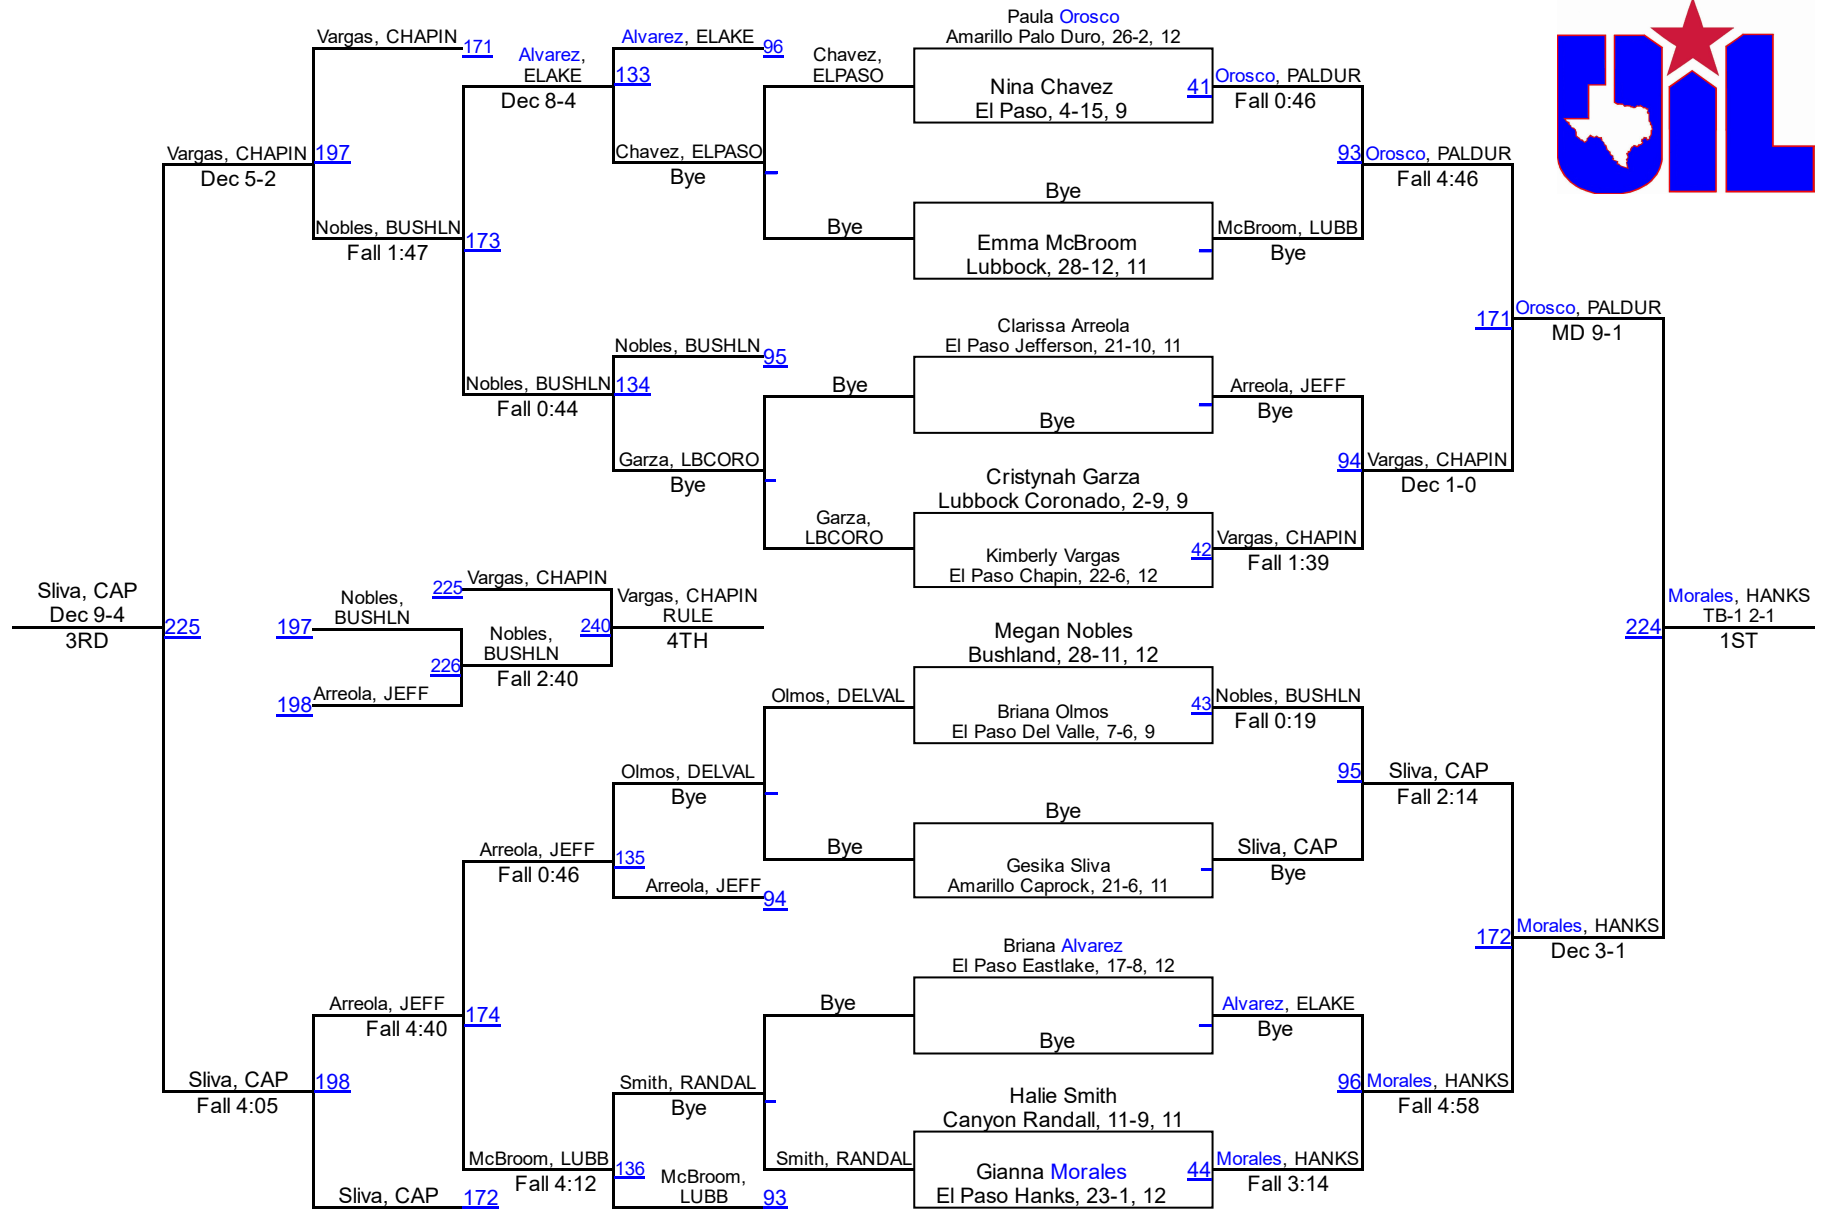 Paula Orosco
Amarillo Palo Duro, 26-2, 12
Nina Chavez
El Paso, 4-15, 9
41
Orosco, PALDUR
Fall 0:46
Bye
Emma McBroom
Lubbock, 28-12, 11
McBroom, LUBB
Bye
93
Orosco, PALDUR
Fall 4:46
Clarissa Arreola
El Paso Jefferson, 21-10, 11
Bye
Arreola, JEFF
Bye
Cristynah Garza
Lubbock Coronado, 2-9, 9
Kimberly Vargas
El Paso Chapin, 22-6, 12
42
Vargas, CHAPIN
Fall 1:39
94
Vargas, CHAPIN
Dec 1-0
171
Orosco, PALDUR
MD 9-1
Megan Nobles
Bushland, 28-11, 12
Briana Olmos
El Paso Del Valle, 7-6, 9
43
Nobles, BUSHLN
Fall 0:19
Bye
Gesika Sliva
Amarillo Caprock, 21-6, 11
Sliva, CAP
Bye
95
Sliva, CAP
Fall 2:14
Briana Alvarez
El Paso Eastlake, 17-8, 12
Bye
Alvarez, ELAKE
Bye
Halie Smith
Canyon Randall, 11-9, 11
Gianna Morales
El Paso Hanks, 23-1, 12
44
Morales, HANKS
Fall 3:14
96
Morales, HANKS
Fall 4:58
172
Morales, HANKS
Dec 3-1
224
Morales, HANKS
TB-1 2-1
1ST
Chavez,
ELPASO
Bye
Alvarez, ELAKE
96
Chavez, ELPASO
Bye
133
Alvarez,
ELAKE
Dec 8-4
Bye
Garza,
LBCORO
Nobles, BUSHLN
95
Garza, LBCORO
Bye
134
Nobles, BUSHLN
Fall 0:44
Vargas, CHAPIN
171
173
Nobles, BUSHLN
Fall 1:47
197
Vargas, CHAPIN
Dec 5-2
Olmos, DELVAL
Bye
Olmos, DELVAL
Bye
Arreola, JEFF
94
135
Arreola, JEFF
Fall 0:46
Bye
Smith, RANDAL
Smith, RANDAL
Bye
McBroom,
LUBB
93
136
McBroom, LUBB
Fall 4:12
174
Arreola, JEFF
Fall 4:40
Sliva, CAP
172
198
Sliva, CAP
Fall 4:05
225
Sliva, CAP
Dec 9-4
3RD
197
Nobles,
BUSHLN
198
Arreola, JEFF
226
Nobles,
BUSHLN
Fall 2:40
225
Vargas, CHAPIN
240
Vargas, CHAPIN
RULE
4TH
UIL